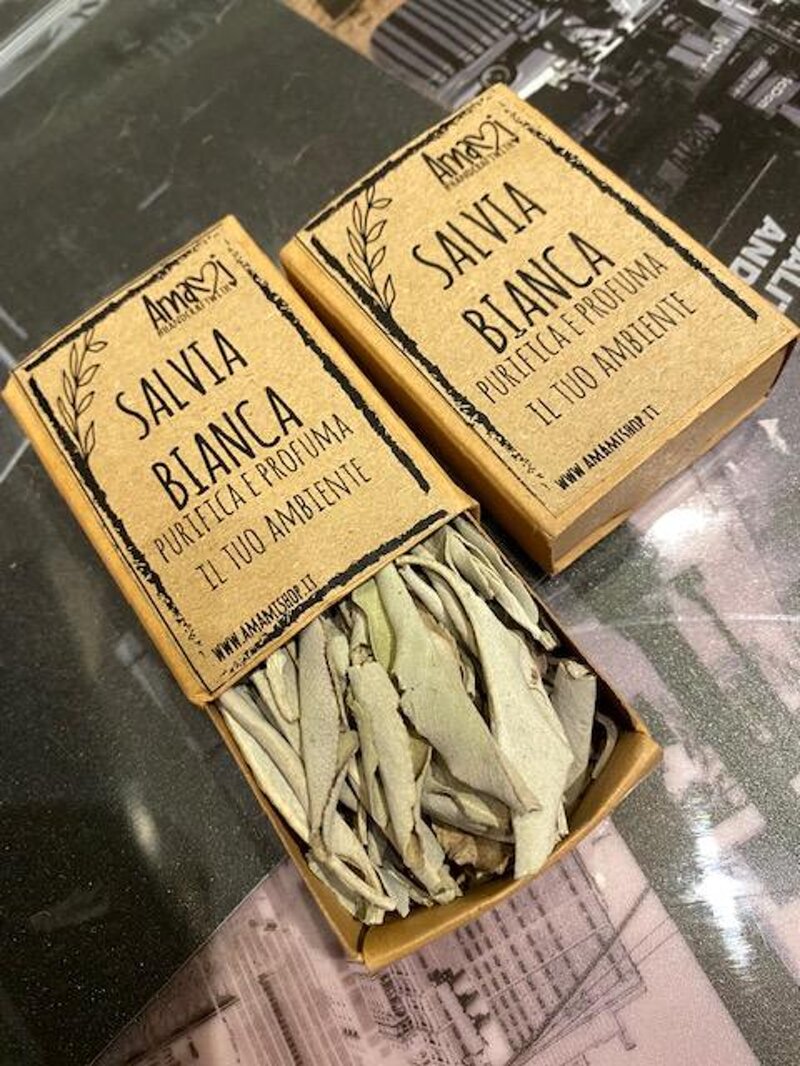 Amami
HANDCRAFTWEIN
SALVIA
BIANCA
PURIFICA E PROFUMA
IL TUO AMBIENTE
WWW.AMAMISHOP.IT
Amami
SALVIA
BIANCA
PURIFICA E PROFUMA
IL TUO AMBIENTE
WWW.AMAMISHOP.IT